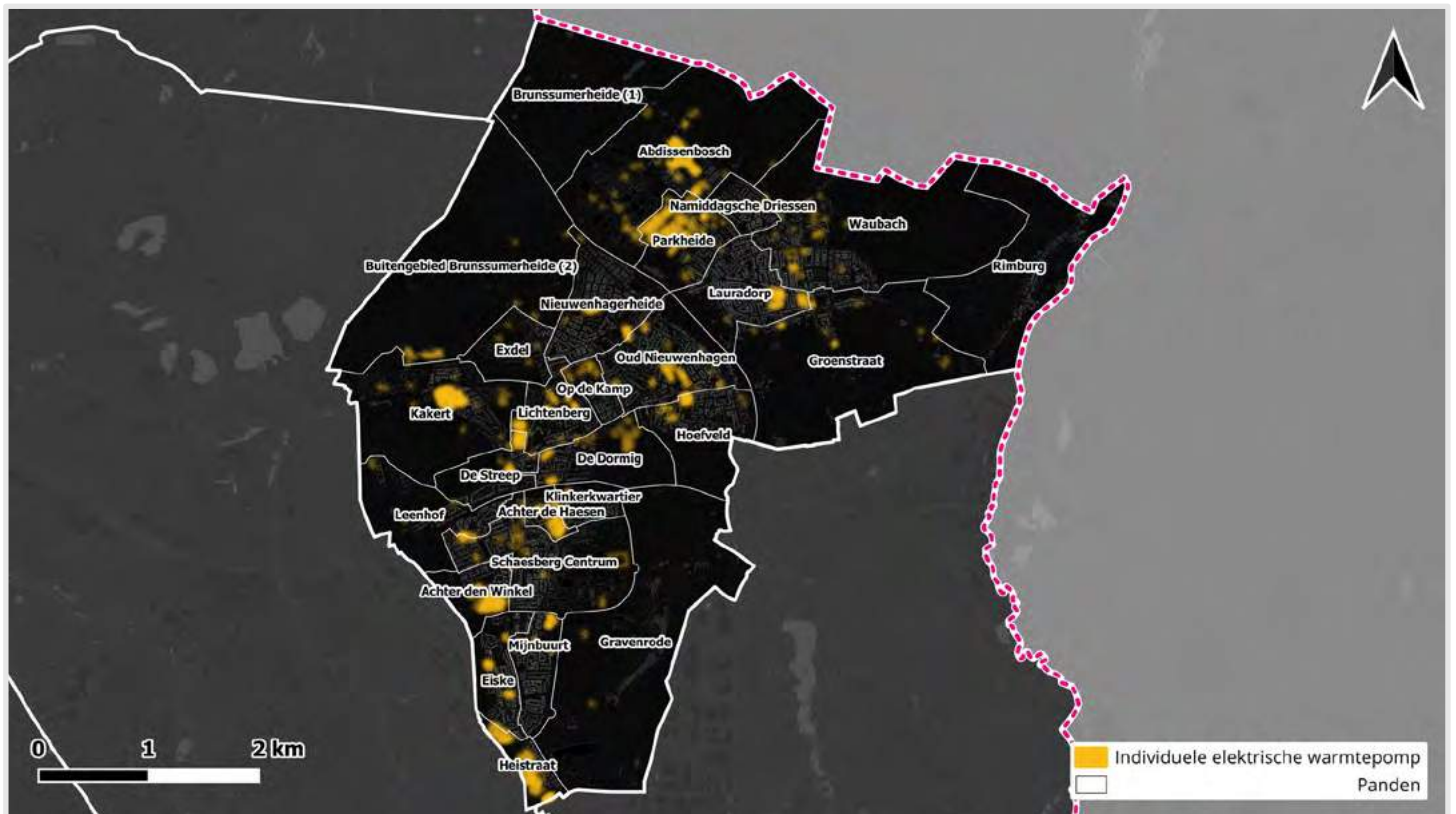 Brunssumerheide (1)
Abdissenbosch
Namiddagsche Driessen
Waubach
Parkheide
Buitengebied Brunssumerheide (2)
Rimburg
Lauradorp
Nieuwenhagerheide
Exdel
Oud Nieuwenhagen
Groenstraat
Op de Kamp
Kakert
Lichtenberg
Hoefveld
De Dormig
De Streep
Klinkerkwartier
Leenhof
Achter de Haesen
Schaesberg Centrum
Achter den Winkel
Mijnbuurt
Gravenrode
Eiske
Heistraat
0 1 2 km
Individuele elektrische warmtepomp
Panden